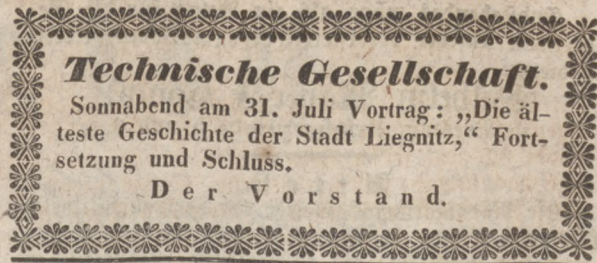 Technische Gesellschaft.
Sonnabend am 31. Juli Vortrag: „Die äl-
teste Geschichte der Stadt Liegnitz,“ Fort-
setzung und Schluss.
Der Vorstand.